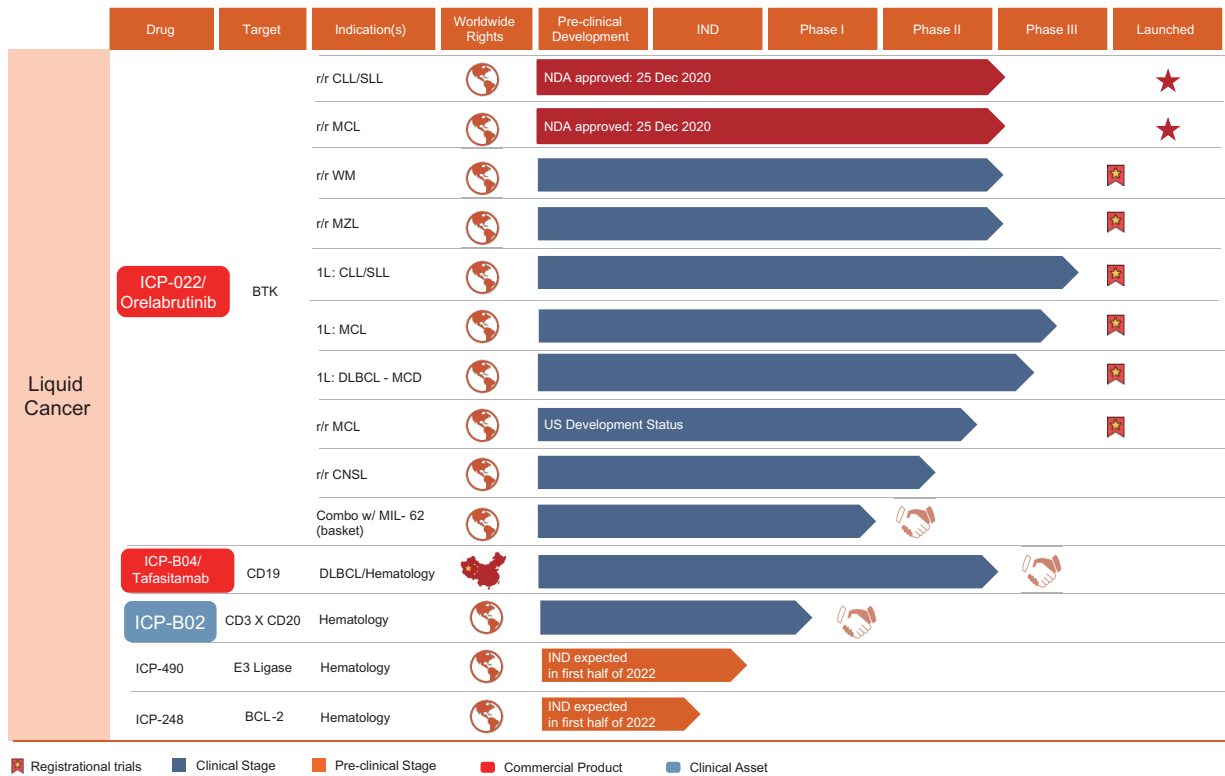 Drug
Target
Indication(s)
Worldwide
Rights
Pre-clinical
Development
IND
Phase I
Phase II
Phase III
Launched
Liquid
Cancer
ICP-022/
Orelabrutinib
BTK
r/r CLL/SLL
NDA approved: 25 Dec 2020
r/r MCL
NDA approved: 25 Dec 2020
r/r WM
r/r MZL
1L: CLL/SLL
1L: MCL
1L: DLBCL - MCD
r/r MCL
US Development Status
r/r CNSL
Combo w/ MIL- 62
(basket)
ICP-B04/
Tafasitamab
CD19
DLBCL/Hematology
ICP-B02
CD3 X CD20
Hematology
ICP-490
E3 Ligase
Hematology
IND expected
in first half of 2022
ICP-248
BCL-2
Hematology
IND expected
in first half of 2022
Registrational trials
Clinical Stage
Pre-clinical Stage
Commercial Product
Clinical Asset